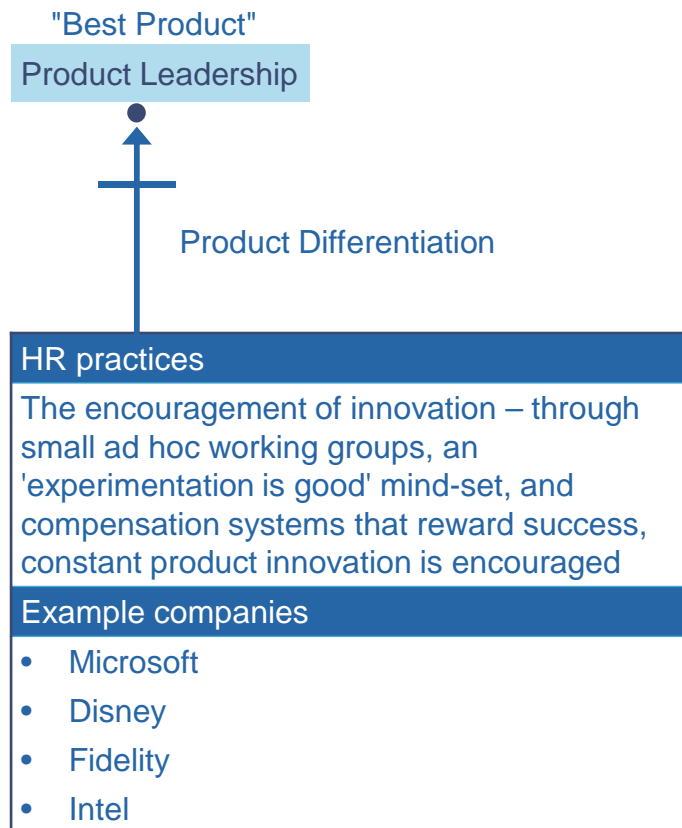 "Best Product"
Product Leadership
Product Differentiation
HR practices
The encouragement of innovation – through
small ad hoc working groups, an
'experimentation is good' mind-set, and
compensation systems that reward success,
constant product innovation is encouraged
Example companies
• Microsoft
• Disney
• Fidelity
• Intel